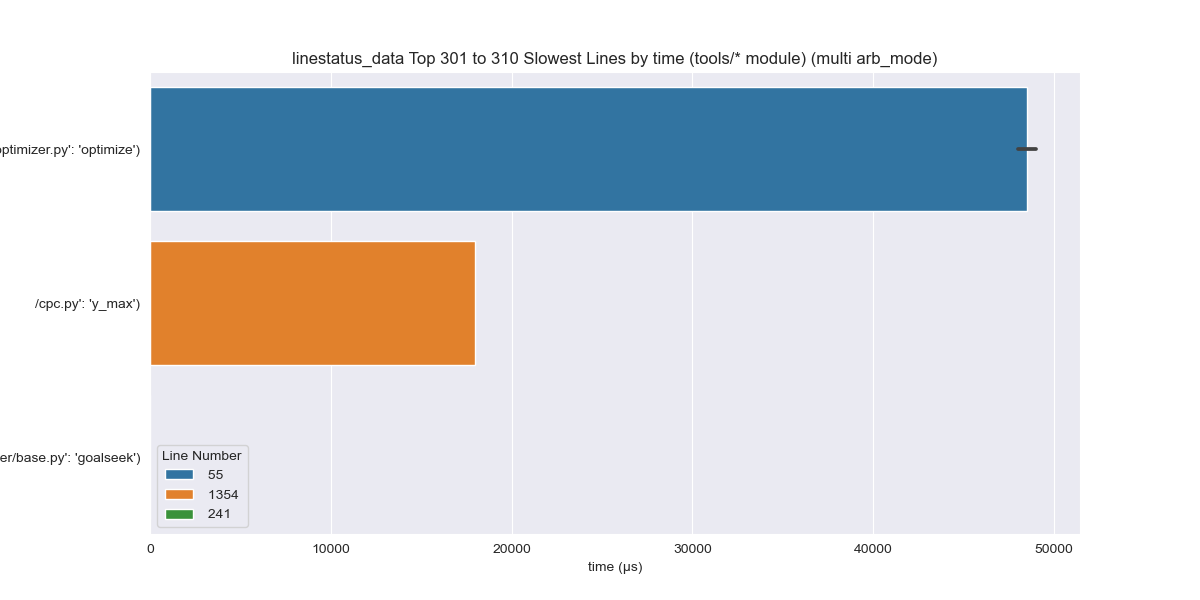 linestatus_data Top 301 to 310 Slowest Lines by time (tools/* module) (multi arb_mode)
optimizer.py': 'optimize')
/cpc.py': 'y_max')
er/base.py': 'goalseek')
Line Number
55
1354
241
0 10000 20000 30000 40000 50000
time (µs)